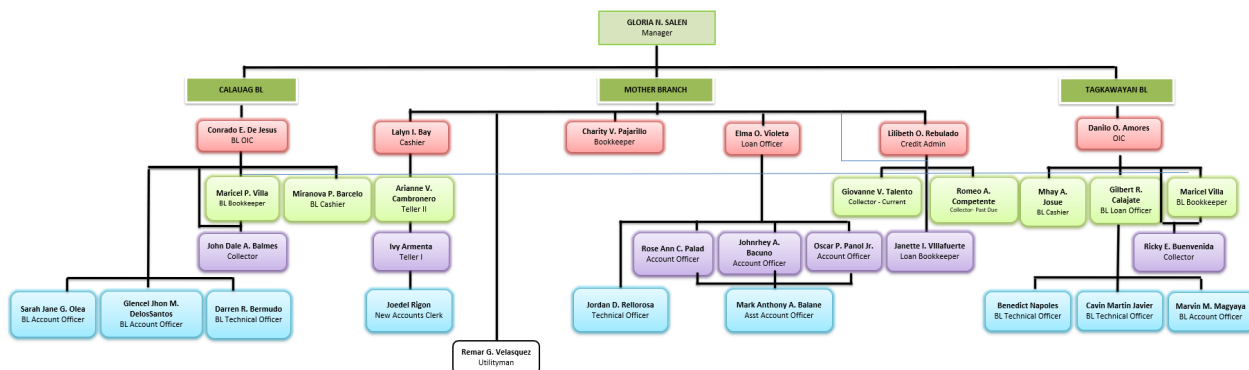 GLORIA N. SALEN
Manager
CALAUAG BL
MOTHER BRANCH
TAGKAWAYAN BL
Conrado E. De Jesus
BL OIC
Lalyn I. Bay
Cashier
Charity V. Pajarillo
Bookkeeper
Elma O. Violeta
Loan Officer
Lilibeth O. Rebulado
Credit Admin
Danilo O. Amores
OIC
Maricel P. Villa
BL Bookkeeper
Miranova P. Barcelo
BL Cashier
Arianne V.
Cambronero
Teller II
Giovanne V. Talento
Collector - Current
Romeo A.
Competente
Collector- Past Due
Mhay A.
Josue
BL Cashier
Gilbert R.
Calajate
BL Loan Officer
Maricel Villa
BL Bookkeeper
John Dale A. Balmes
Collector
Ivy Armenta
Teller I
Rose Ann C. Palad
Account Officer
Johnrhey A.
Bacuno
Account Officer
Oscar P. Panol Jr.
Account Officer
Janette I. VIllafuerte
Loan Bookkeeper
Ricky E. Buenvenida
Collector
Sarah Jane G. Olea
BL Account Officer
Glencel Jhon M.
DelosSantos
BL Account Officer
Darren R. Bermudo
BL Technical Officer
Joedel Rigon
New Accounts Clerk
Jordan D. Rellorosa
Technical Officer
Mark Anthony A. Balane
Asst Account Officer
Benedict Napoles
BL Technical Officer
Cavin Martin Javier
BL Technical Officer
Marvin M. Magyaya
BL Account Officer
Remar G. Velasquez
Utilityman